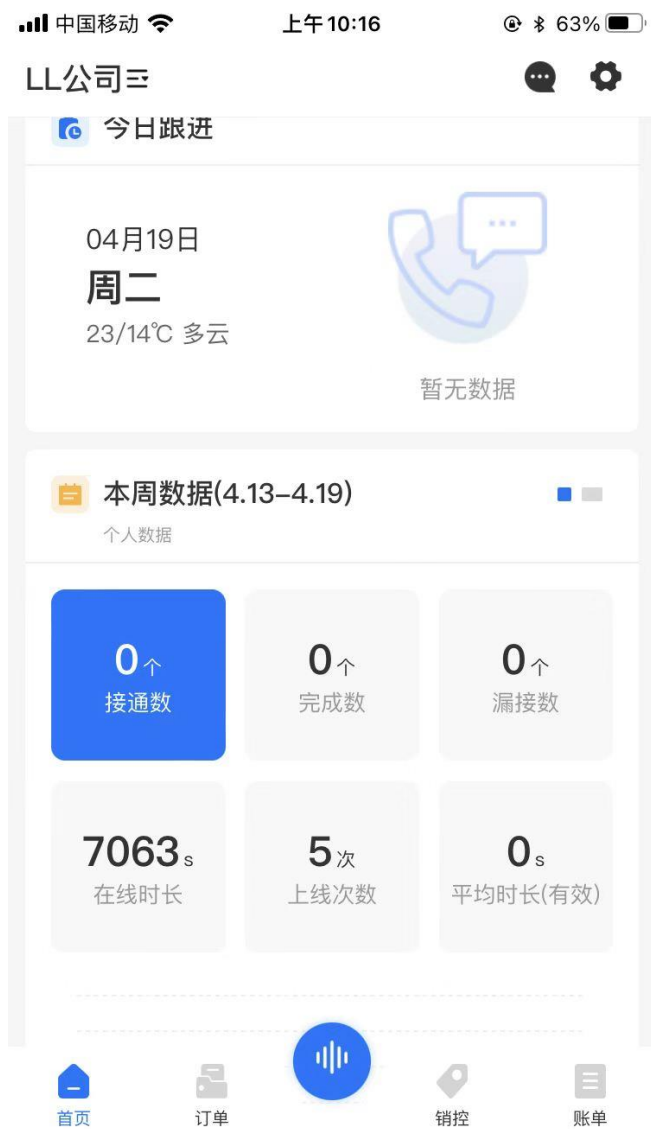 中国移动 上午10:16 63%
LL公司
今日跟进
04月19日
周二
23/14℃ 多云
暂无数据
本周数据(4.13-4.19)
个人数据
0个 0个 0个
接通数 完成数 漏接数
7063s 5次 0s
在线时长 上线次数 平均时长(有效)
首页 订单 销控 账单